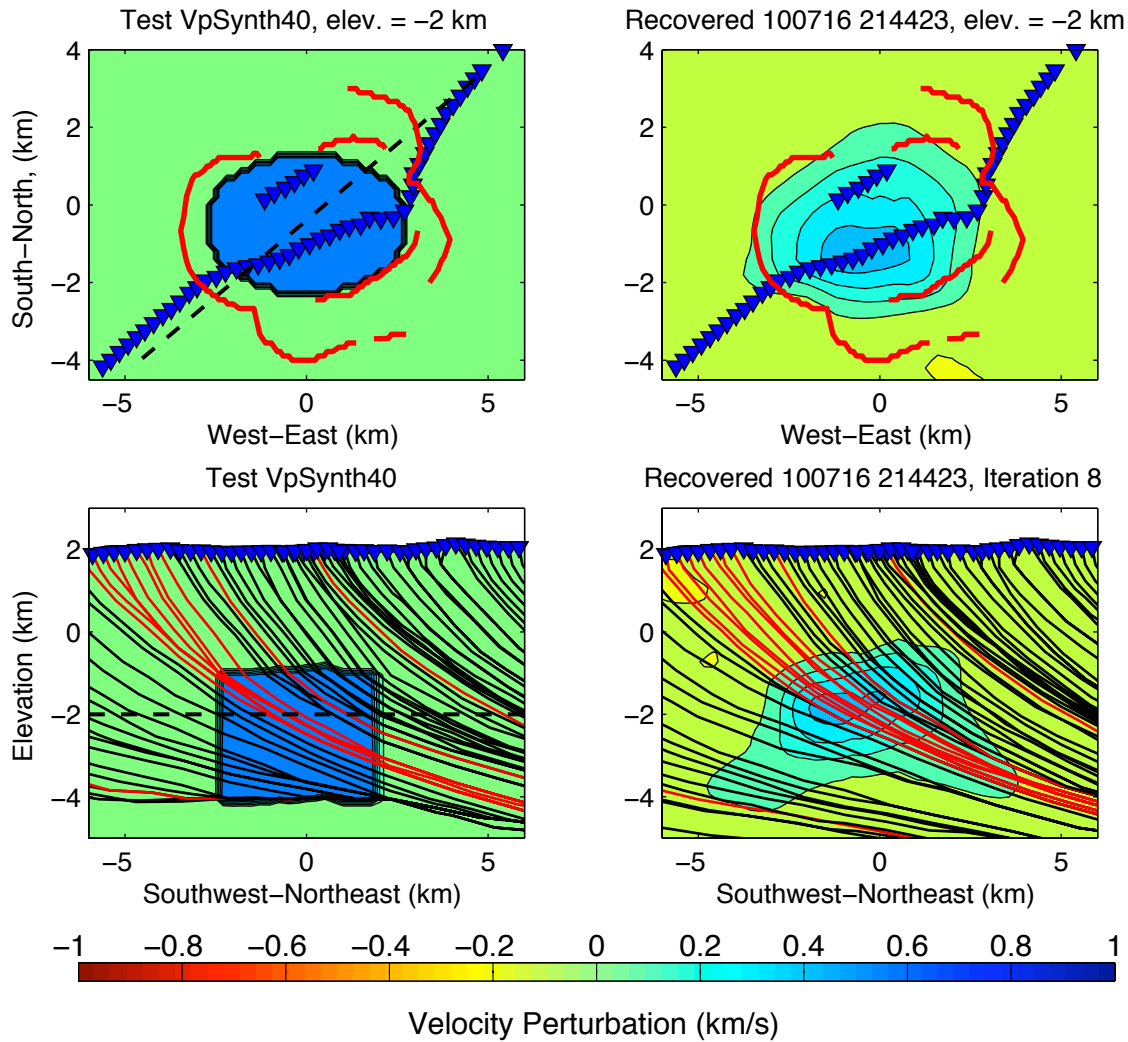 Test VpSynth40, elev. = −2 km
Recovered 100716 214423, elev. = −2 km
South−North, (km)
4
2
0
−2
−4
−5
0
5
West−East (km)
4
2
0
−2
−4
−5
0
5
West−East (km)
Test VpSynth40
Recovered 100716 214423, Iteration 8
Elevation (km)
2
0
−2
−4
−5
0
5
Southwest−Northeast (km)
2
0
−2
−4
−5
0
5
Southwest−Northeast (km)
−1 −0.8 −0.6 −0.4 −0.2 0 0.2 0.4 0.6 0.8 1
Velocity Perturbation (km/s)